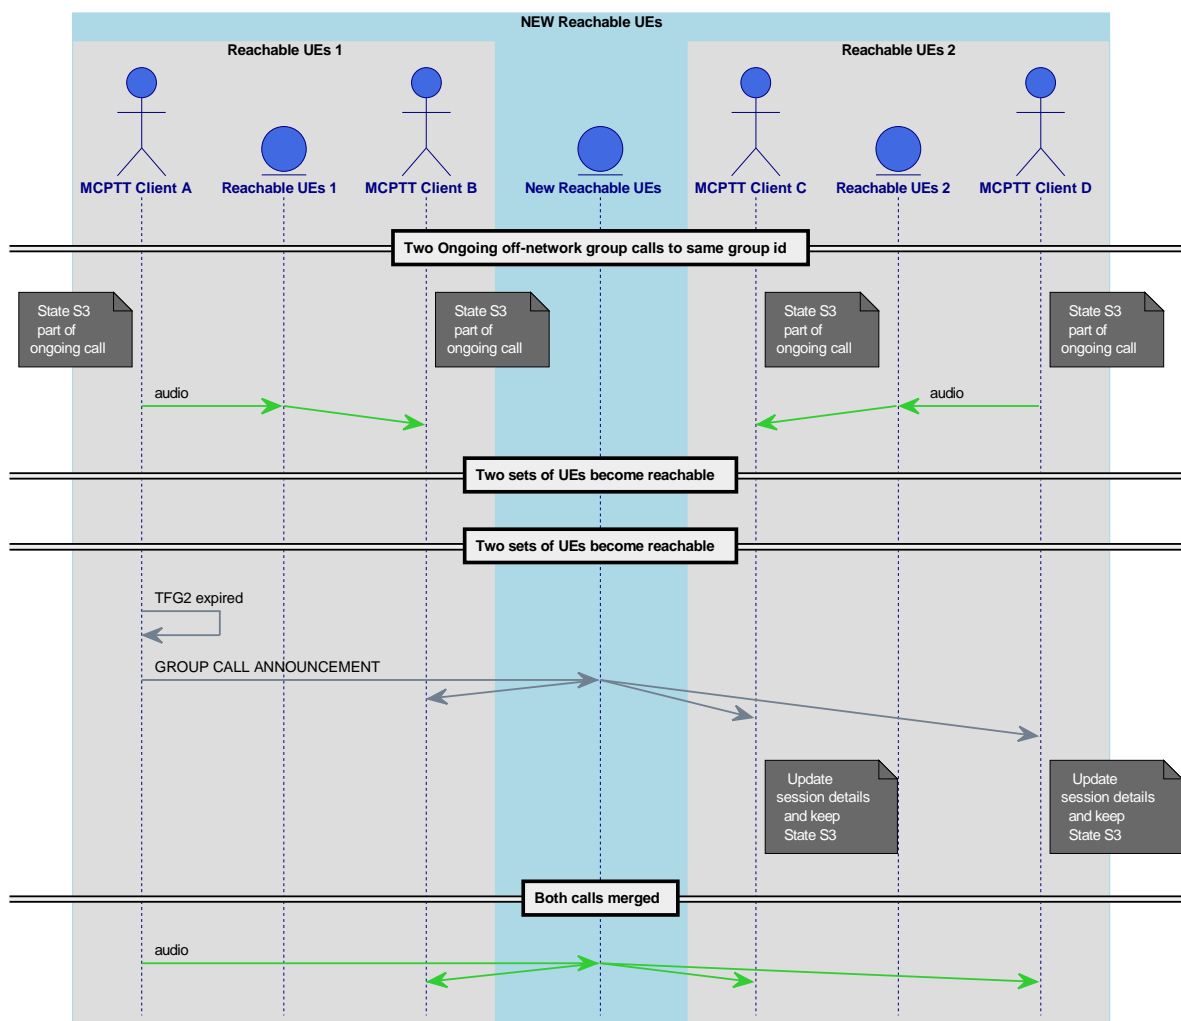 NEW Reachable UEs
Reachable UEs 1
Reachable UEs 2
MCPTT Client A
Reachable UEs 1
MCPTT Client B
New Reachable UEs
MCPTT Client C
Reachable UEs 2
MCPTT Client D
Two Ongoing off-network group calls to same group id
State S3
part of
ongoing call
State S3
part of
ongoing call
State S3
part of
ongoing call
State S3
part of
ongoing call
audio
audio
Two sets of UEs become reachable
Two sets of UEs become reachable
TFG2 expired
GROUP CALL ANNOUNCEMENT
Update
session details
and keep
State S3
Update
session details
and keep
State S3
Both calls merged
audio